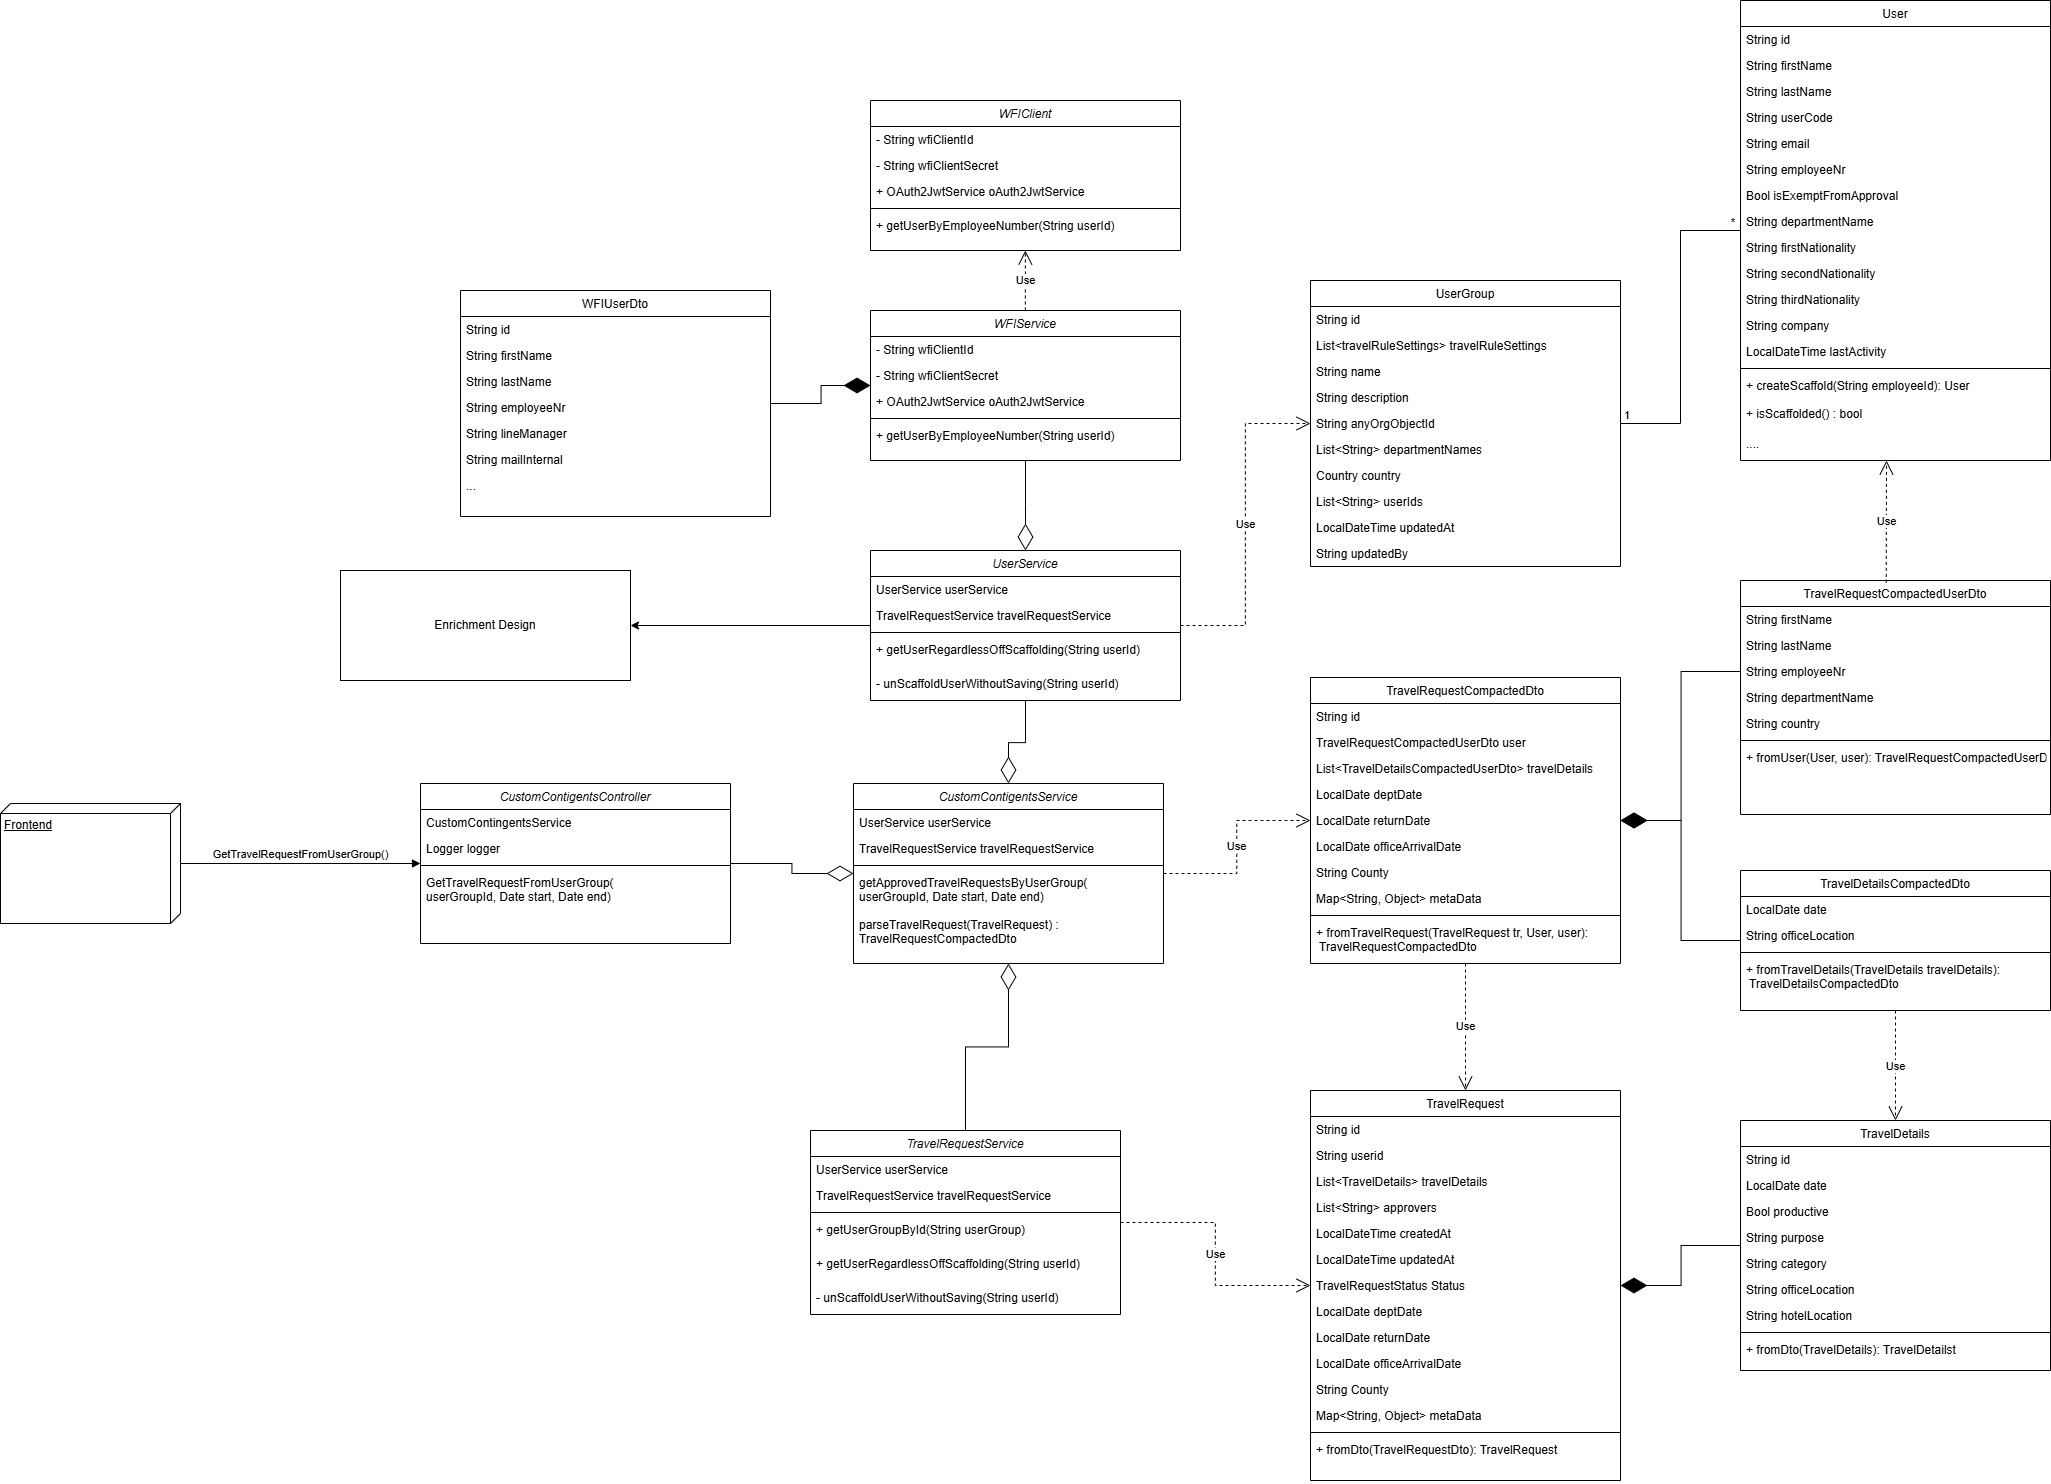 User
String id
String firstName
String lastName
String userCode
String email
String employeeNr
Bool isExemptFromApproval
String departmentName
String firstNationality
String secondNationality
String thirdNationality
String company
LocalDateTime lastActivity
+ createScaffold(String employeeId): User
+ isScaffolded() : bool
....
*
1
WFIClient
- String wfiClientId
- String wfiClientSecret
+ OAuth2JwtService oAuth2JwtService
+ getUserByEmployeeNumber(String userId)
Use
WFIUserDto
String id
String firstName
String lastName
String employeeNr
String lineManager
String mailInternal
...
WFIService
- String wfiClientId
- String wfiClientSecret
+ OAuth2JwtService oAuth2JwtService
+ getUserByEmployeeNumber(String userId)
UserGroup
String id
List<travelRuleSettings> travelRuleSettings
String name
String description
String anyOrgObjectId
List<String> departmentNames
Country country
List<String> userIds
LocalDateTime updatedAt
String updatedBy
Use
Use
Enrichment Design
UserService
UserService userService
TravelRequestService travelRequestService
+ getUserRegardlessOffScaffolding(String userId)
- unScaffoldUserWithoutSaving(String userId)
TravelRequestCompactedUserDto
String firstName
String lastName
String employeeNr
String departmentName
String country
+ fromUser(User, user): TravelRequestCompactedUserD
TravelRequestCompactedDto
String id
TravelRequestCompactedUserDto user
List<TravelDetailsCompactedUserDto> travelDetails
LocalDate deptDate
LocalDate returnDate
LocalDate officeArrivalDate
String County
Map<String, Object> metaData
+ fromTravelRequest(TravelRequest tr, User, user):
TravelRequestCompactedDto
Frontend
GetTravelRequestFromUserGroup()
CustomContigentsController
CustomContingentsService
Logger logger
GetTravelRequestFromUserGroup(
userGroupId, Date start, Date end)
CustomContigentsService
UserService userService
TravelRequestService travelRequestService
getApprovedTravelRequestsByUserGroup(
userGroupId, Date start, Date end)
parseTravelRequest(TravelRequest) :
TravelRequestCompactedDto
Use
TravelDetailsCompactedDto
LocalDate date
String officeLocation
+ fromTravelDetails(TravelDetails travelDetails):
TravelDetailsCompactedDto
Use
Use
TravelRequestService
UserService userService
TravelRequestService travelRequestService
+ getUserGroupById(String userGroup)
+ getUserRegardlessOffScaffolding(String userId)
- unScaffoldUserWithoutSaving(String userId)
Use
TravelRequest
String id
String userid
List<TravelDetails> travelDetails
List<String> approvers
LocalDateTime createdAt
LocalDateTime updatedAt
TravelRequestStatus Status
LocalDate deptDate
LocalDate returnDate
LocalDate officeArrivalDate
String County
Map<String, Object> metaData
+ fromDto(TravelRequestDto): TravelRequest
TravelDetails
String id
LocalDate date
Bool productive
String purpose
String category
String officeLocation
String hotelLocation
+ fromDto(TravelDetails): TravelDetailst